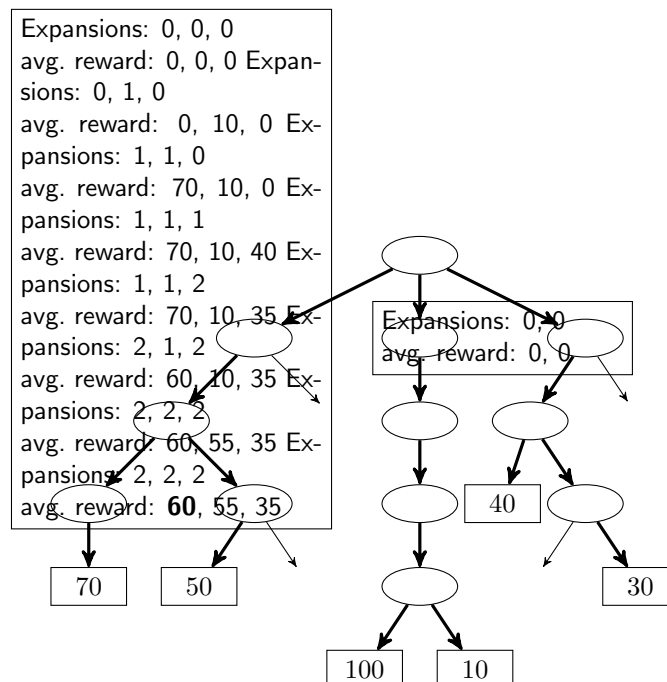 Expansions: 0, 0, 0
avg. reward: 0, 0, 0 Expan-
sions: 0, 1, 0
avg. reward: 0, 10, 0 Ex-
pansions: 1, 1, 0
avg. reward: 70, 10, 0 Ex-
pansions: 1, 1, 1
avg. reward: 70, 10, 40 Ex-
pansions: 1, 1, 2
avg. reward: 70, 10, 35 Ex-
pansions: 2, 1, 2
avg. reward: 60, 10, 35 Ex-
pansions: 2, 2, 2
avg. reward: 60, 55, 35 Ex-
pansions: 2, 2, 2
avg. reward: 60, 55, 35
Expansions: 0, 0
avg. reward: 0, 0
40
70
50
30
100
10